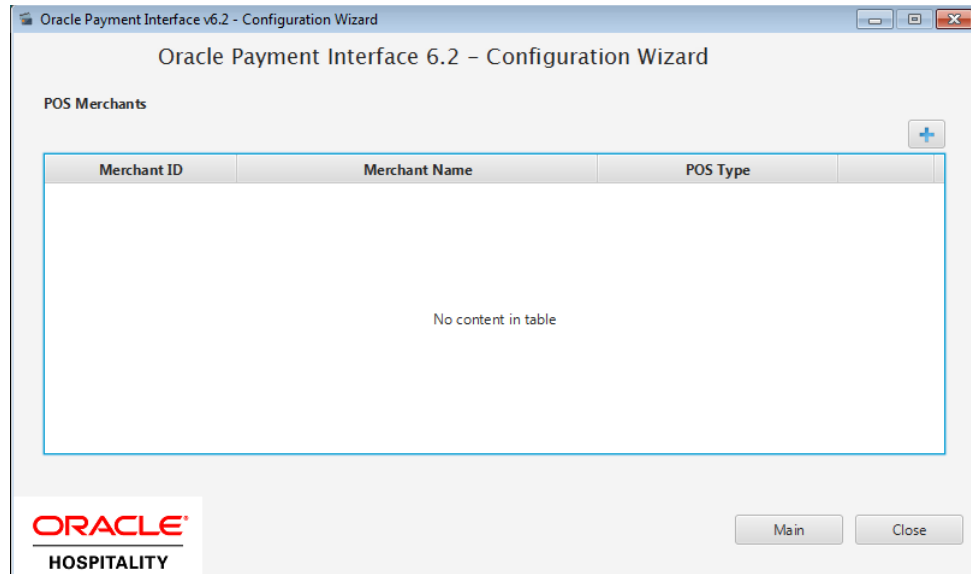 Oracle Payment Interface v6.2 - Configuration Wizard
Oracle Payment Interface 6.2 – Configuration Wizard
POS Merchants
Merchant ID Merchant Name POS Type
No content in table
ORACLE®
HOSPITALITY
Main Close